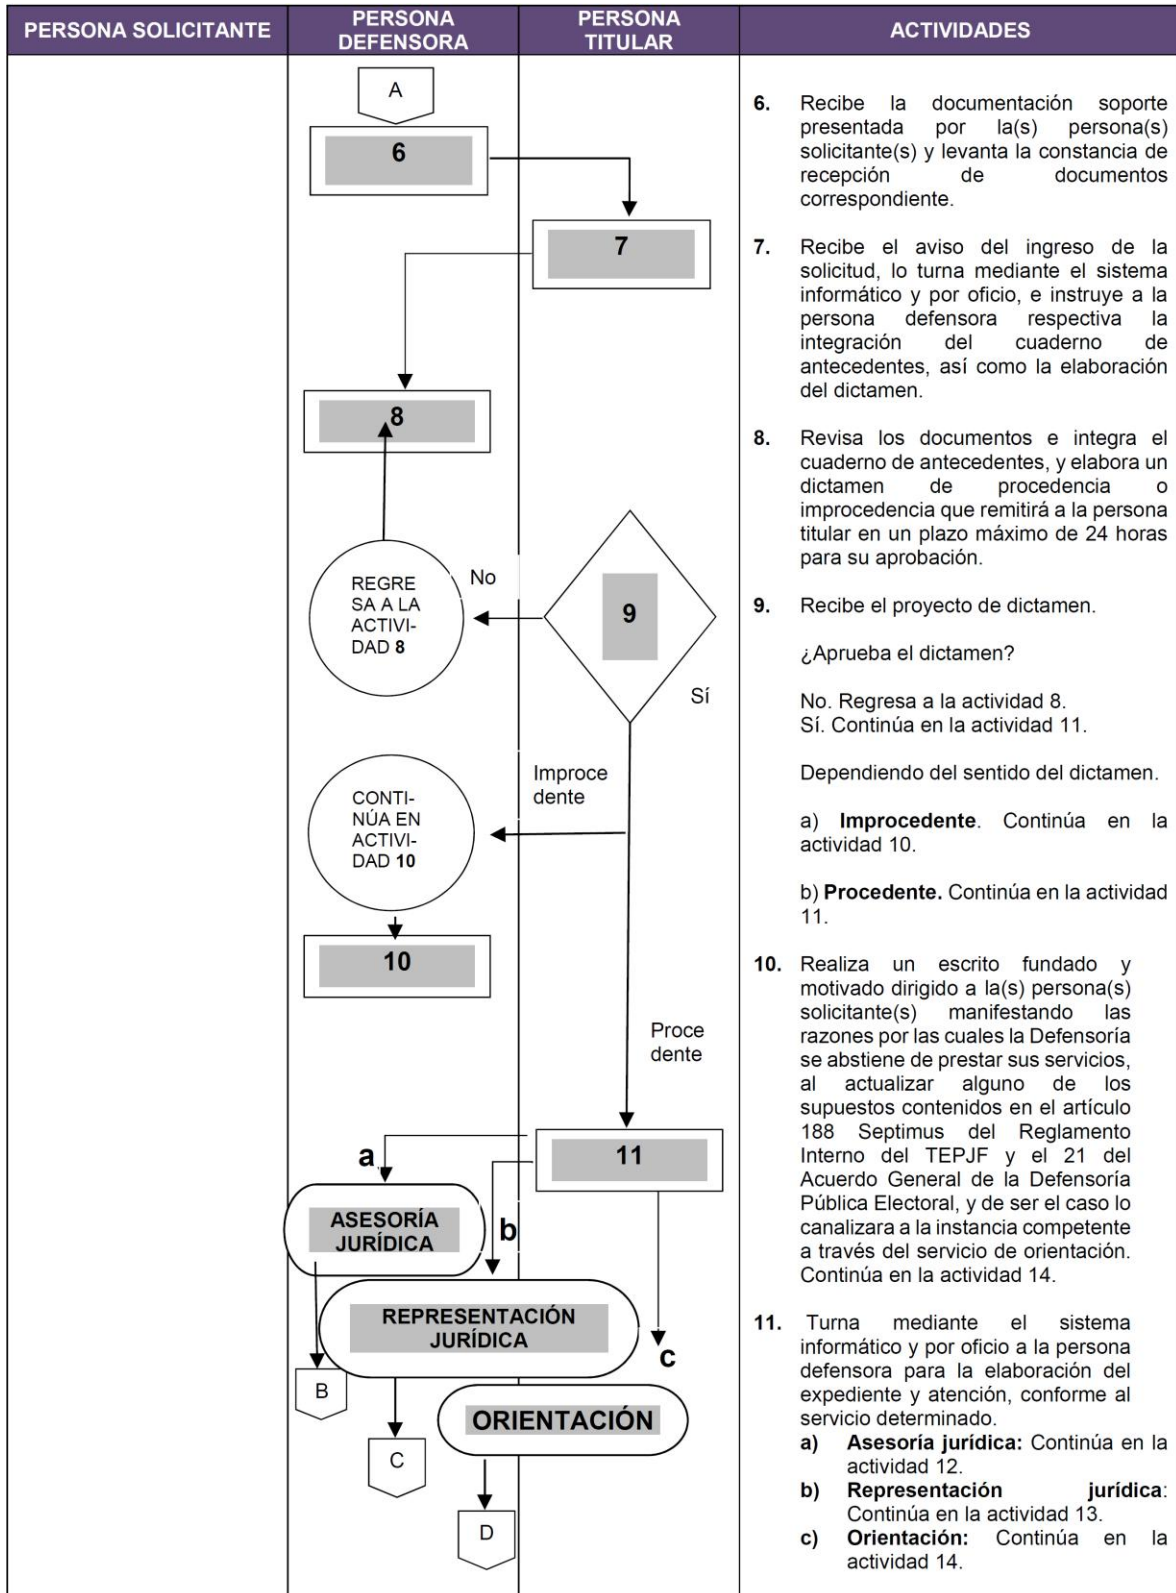 PERSONA SOLICITANTE
PERSONA
DEFENSORA
PERSONA
TITULAR
ACTIVIDADES
A
6
7
8
REGRE
SA A LA
ACTIVI-
DAD 8
No
9
Sí
CONTI-
NÚA EN
ACTIVI-
DAD 10
Improce
dente
10
Proce
dente
11
a
ASESORÍA
JURÍDICA
b
REPRESENTACIÓN
JURÍDICA
c
B
ORIENTACIÓN
C
D
6. Recibe la documentación soporte
presentada por la(s) persona(s)
solicitante(s) y levanta la constancia de
recepción de documentos
correspondiente.
7. Recibe el aviso del ingreso de la
solicitud, lo turna mediante el sistema
informático y por oficio, e instruye a la
persona defensora respectiva la
integración del cuaderno de
antecedentes, así como la elaboración
del dictamen.
8. Revisa los documentos e integra el
cuaderno de antecedentes, y elabora un
dictamen de procedencia o
improcedencia que remitirá a la persona
titular en un plazo máximo de 24 horas
para su aprobación.
9. Recibe el proyecto de dictamen.
¿Aprueba el dictamen?
No. Regresa a la actividad 8.
Sí. Continúa en la actividad 11.
Dependiendo del sentido del dictamen.
a) Improcedente. Continúa en la
actividad 10.
b) Procedente. Continúa en la actividad
11.
10. Realiza un escrito fundado y
motivado dirigido a la(s) persona(s)
solicitante(s) manifestando las
razones por las cuales la Defensoría
se abstiene de prestar sus servicios,
al actualizar alguno de los
supuestos contenidos en el artículo
188 Septimus del Reglamento
Interno del TEPJF y el 21 del
Acuerdo General de la Defensoría
Pública Electoral, y de ser el caso lo
canalizara a la instancia competente
a través del servicio de orientación.
Continúa en la actividad 14.
11. Turna mediante el sistema
informático y por oficio a la persona
defensora para la elaboración del
expediente y atención, conforme al
servicio determinado.
a) Asesoría jurídica: Continúa en la
actividad 12.
b) Representación jurídica:
Continúa en la actividad 13.
c) Orientación: Continúa en la
actividad 14.